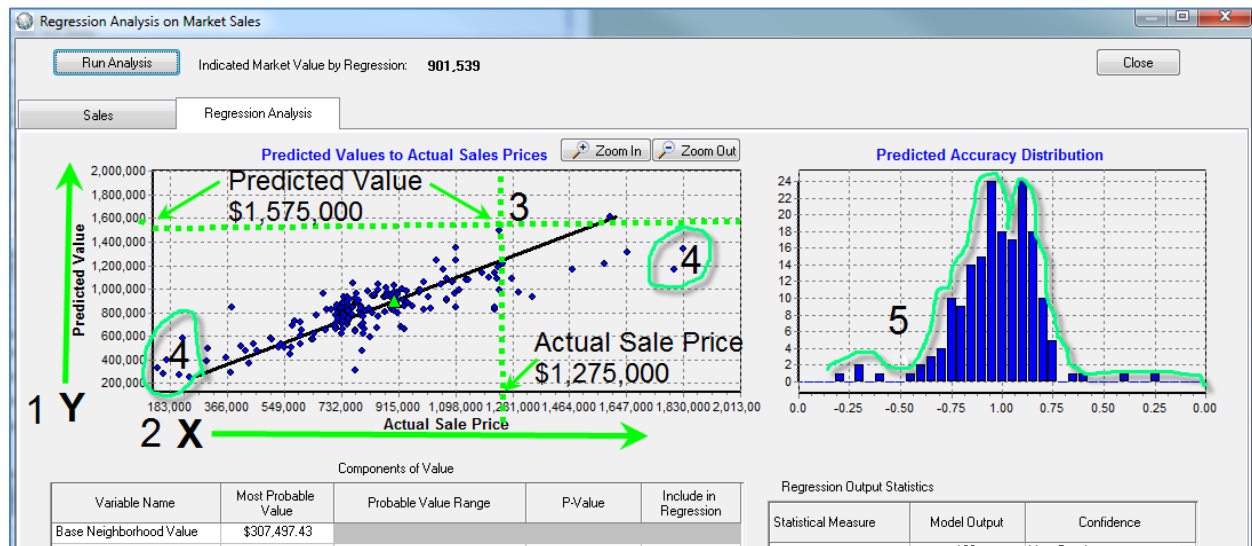 Regression Analysis on Market Sales
Run Analysis Indicated Market Value by Regression: 901,539 Close
Sales Regression Analysis
Zoom In Zoom Out
Predicted Values to Actual Sales Prices
Predicted Value
2,000,000
1,800,000
1,600,000
1,400,000
1,200,000
1,000,000
800,000
600,000
400,000
200,000
Predicted Value
$1,575,000
3
4
4
Actual Sale Price
$1,275,000
183,000 366,000 549,000 732,000 915,000 1,098,000 1,281,000 1,464,000 1,647,000 1,830,000 2,013,00
Actual Sale Price
1 Y
2 X
Predicted Accuracy Distribution
24
22
20
18
16
14
12
10
8
6
4
2
0
5
0.0 -0.25 -0.50 -0.75 1.00 0.75 0.50 0.25 0.00
Components of Value
Variable Name Most Probable Value Probable Value Range P-Value Include in Regression
Base Neighborhood Value $307,497.43
Regression Output Statistics
Statistical Measure Model Output Confidence